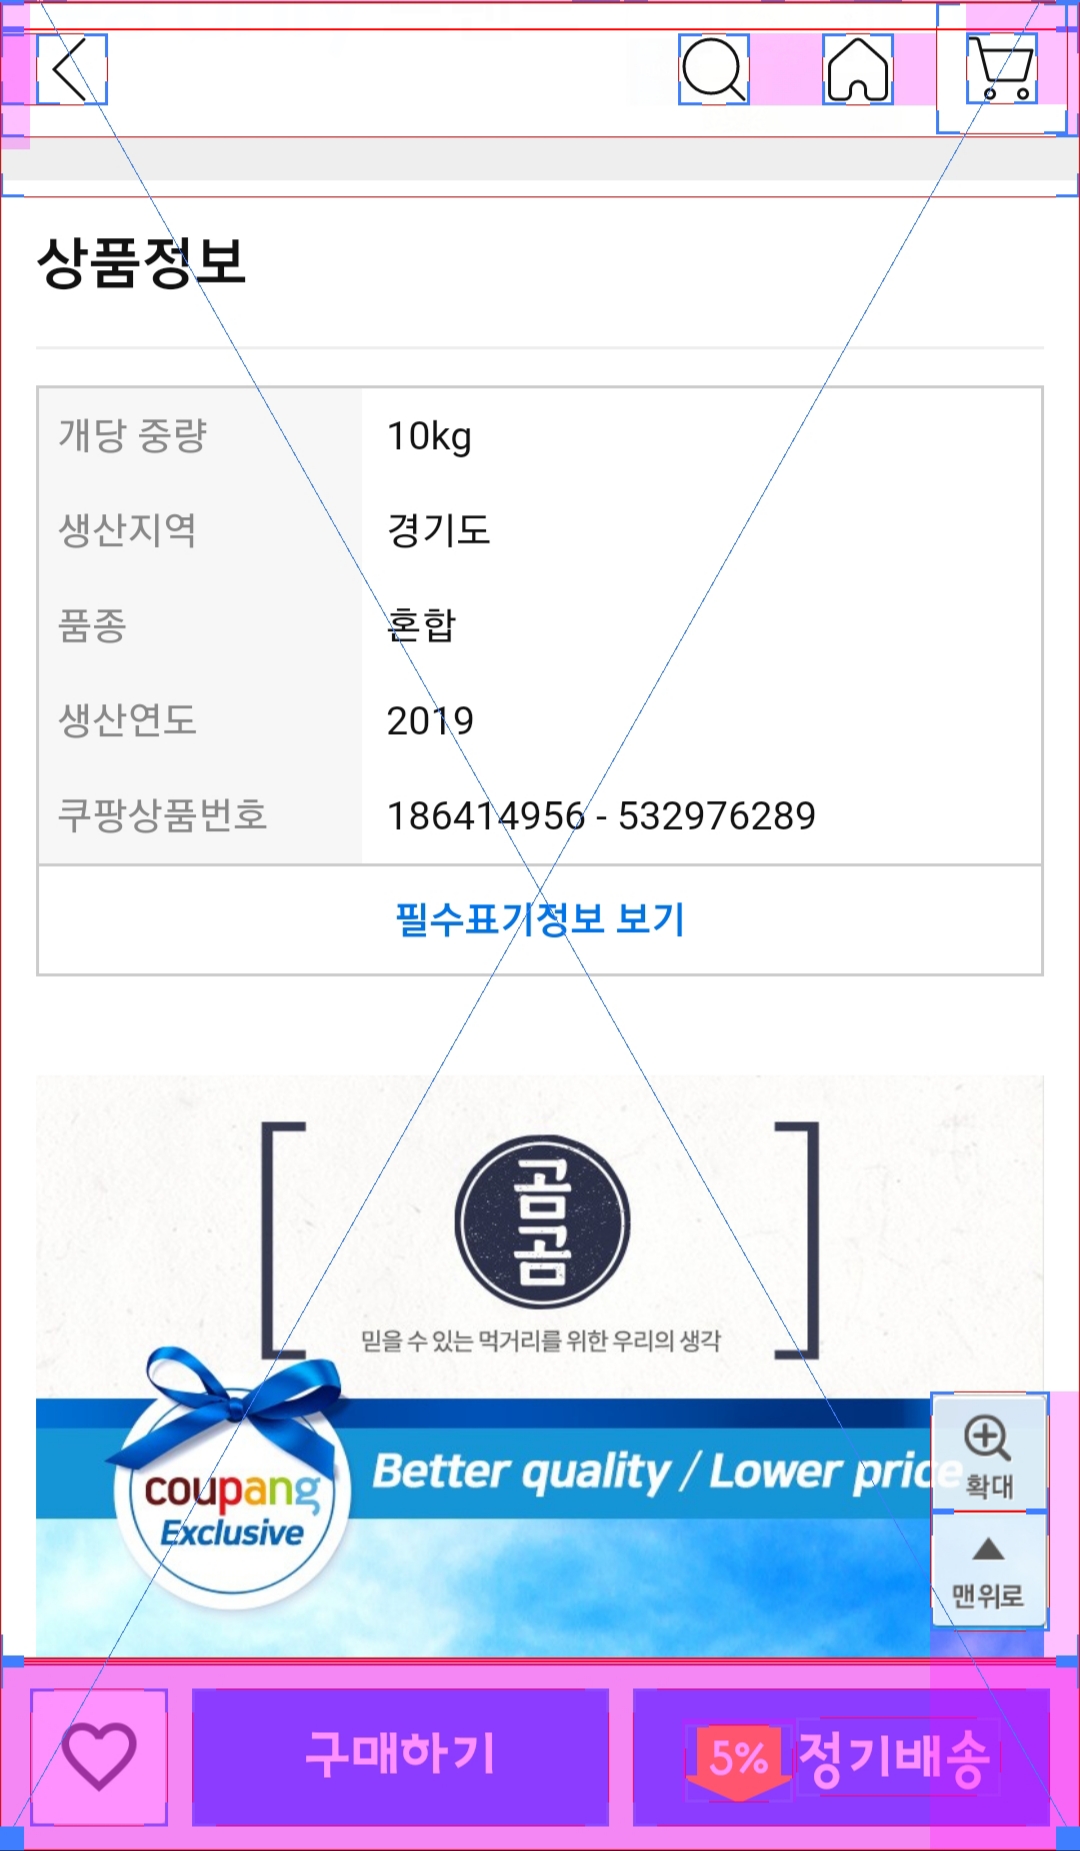 상품정보
개당 중량 10kg
생산지역 경기도
품종 혼합
생산연도 2019
쿠팡상품번호 186414956 - 532976289
필수표기정보 보기
곰곰
믿을 수 있는 먹거리를 위한 우리의 생각
coupang
Exclusive
Better quality / Lower price
확대
맨위로
구매하기
5% 정기배송